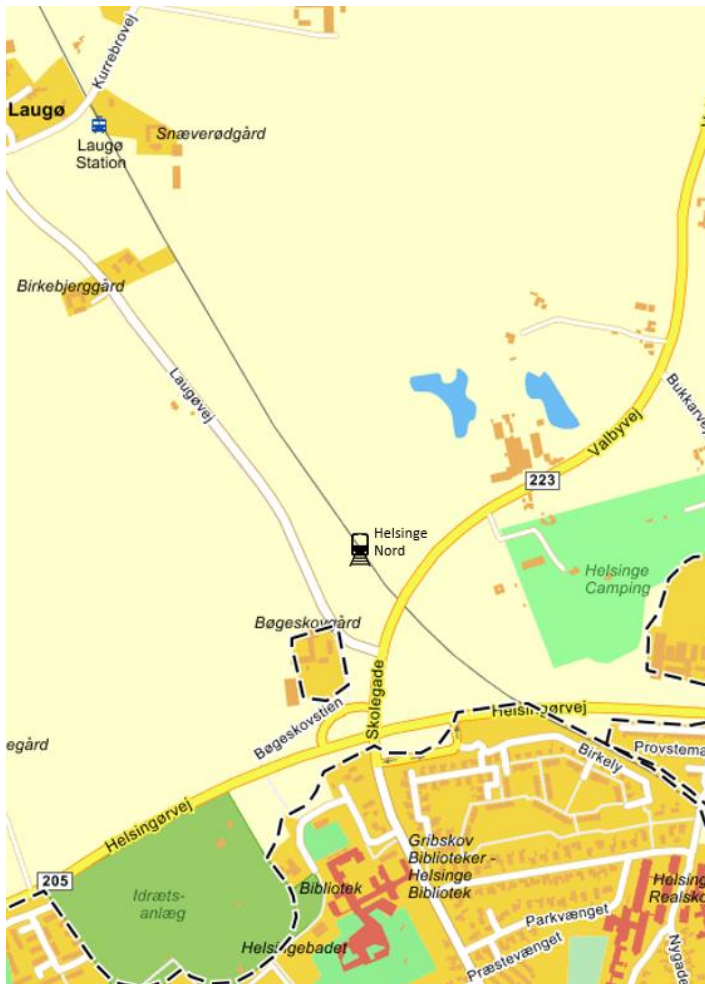 Kurrebrovej
Laugø
Snæverødgård
Laugø
Station
Birkebjerggård
Laugøvej
Bukkarvej
Valbyvej
223
Helsinge
Nord
Helsinge
Camping
Bøgeskovgård
Skolegade
Bøgeskovstien
Helsingørvej
egård
Provstema
Birkely
Helsingørvej
Gribskov
Biblioteker -
Helsinge
Bibliotek
205
Idræts-
anlæg
Bibliotek
Helsing
Realsko
Parkvænget
Helsingebadet
Præstevænget
Nygade